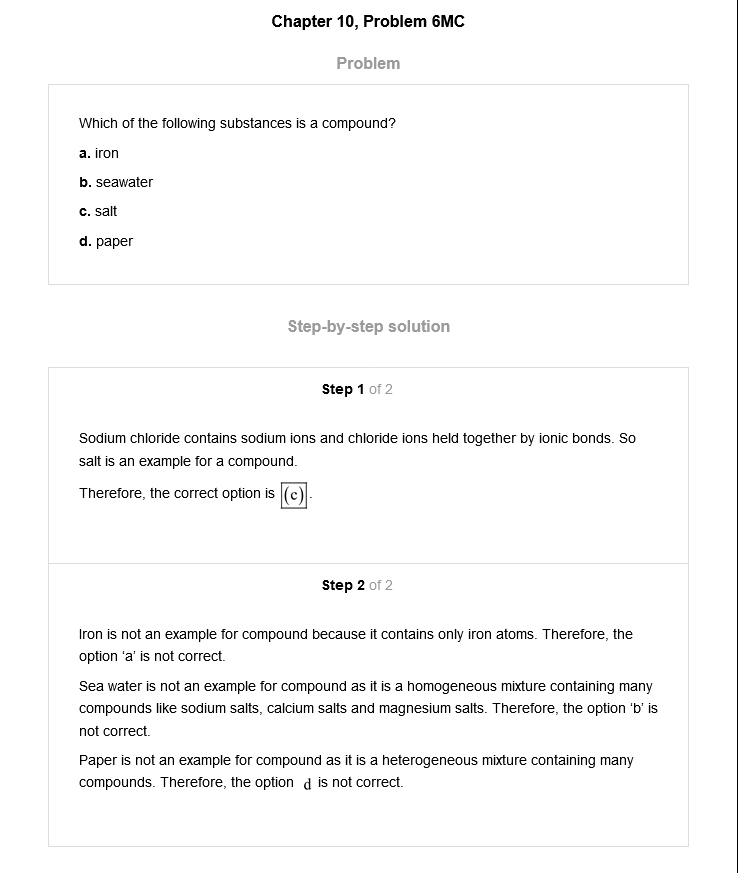 Chapter 10, Problem 6MC
Problem
Which of the following substances is a compound?
a. iron
b. seawater
c. salt
d. paper
Step-by-step solution
Step 1 of 2
Sodium chloride contains sodium ions and chloride ions held together by ionic bonds. So
salt is an example for a compound.
Therefore, the correct option is (c).
Step 2 of 2
Iron is not an example for compound because it contains only iron atoms. Therefore, the
option ‘a’ is not correct.
Sea water is not an example for compound as it is a homogeneous mixture containing many
compounds like sodium salts, calcium salts and magnesium salts. Therefore, the option ‘b’ is
not correct.
Paper is not an example for compound as it is a heterogeneous mixture containing many
compounds. Therefore, the option d is not correct.